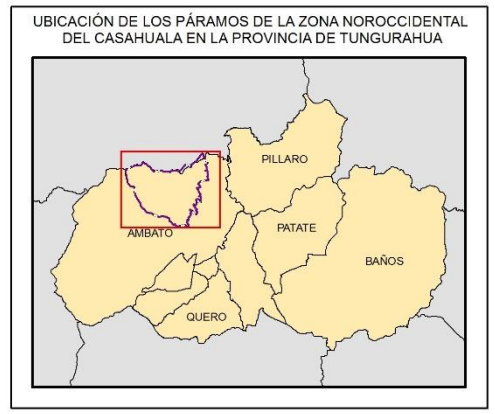 UBICACIÓN DE LOS PÁRAMOS DE LA ZONA NOROCCIDENTAL
DEL CASAHUALA EN LA PROVINCIA DE TUNGURAHUA
PILLARO
AMBATO
PATATE
BAÑOS
QUERO